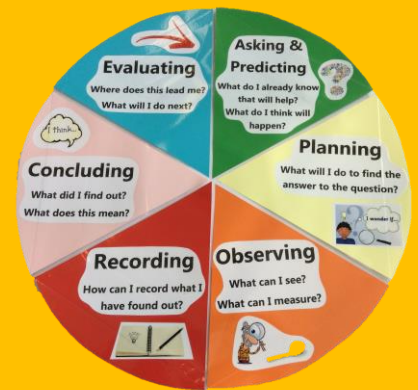 Asking &
Predicting
What do I already know
that will help?
What do I think will
happen?
Planning
What will I do to find the
answer to the question?
I wonder if...
Observing
What can I see?
What can I measure?
Recording
How can I record what I
have found out?
Concluding
What did I find out?
What does this mean?
I think...
Evaluating
Where does this lead me?
What will I do next?